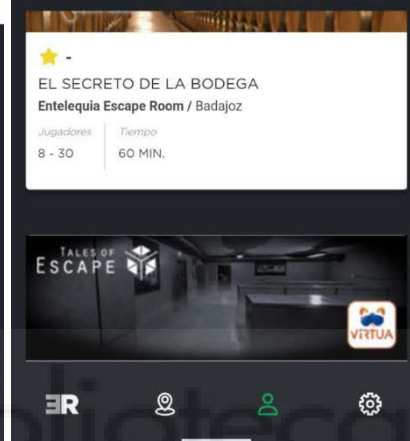 -
EL SECRETO DE LA BODEGA
Entelequia Escape Room / Badajoz
Jugadores Tiempo
8 - 30 60 MIN.
TALES OF
ESCAPE
VIRTUA
ER
blioteca